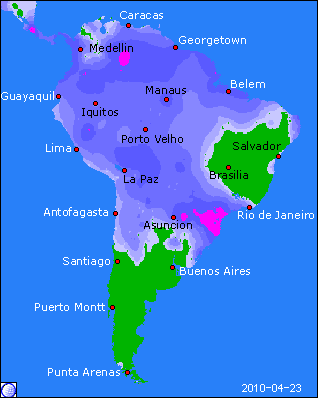 Caracas
Georgetown
Medellin
Belem
Manaus
Guayaquil
Iquitos
Porto Velho
Salvador
Lima
Brasilia
La Paz
Antofagasta
Rio de Janeiro
Asuncion
Santiago
Buenos Aires
Puerto Montt
Punta Arenas
2010-04-23